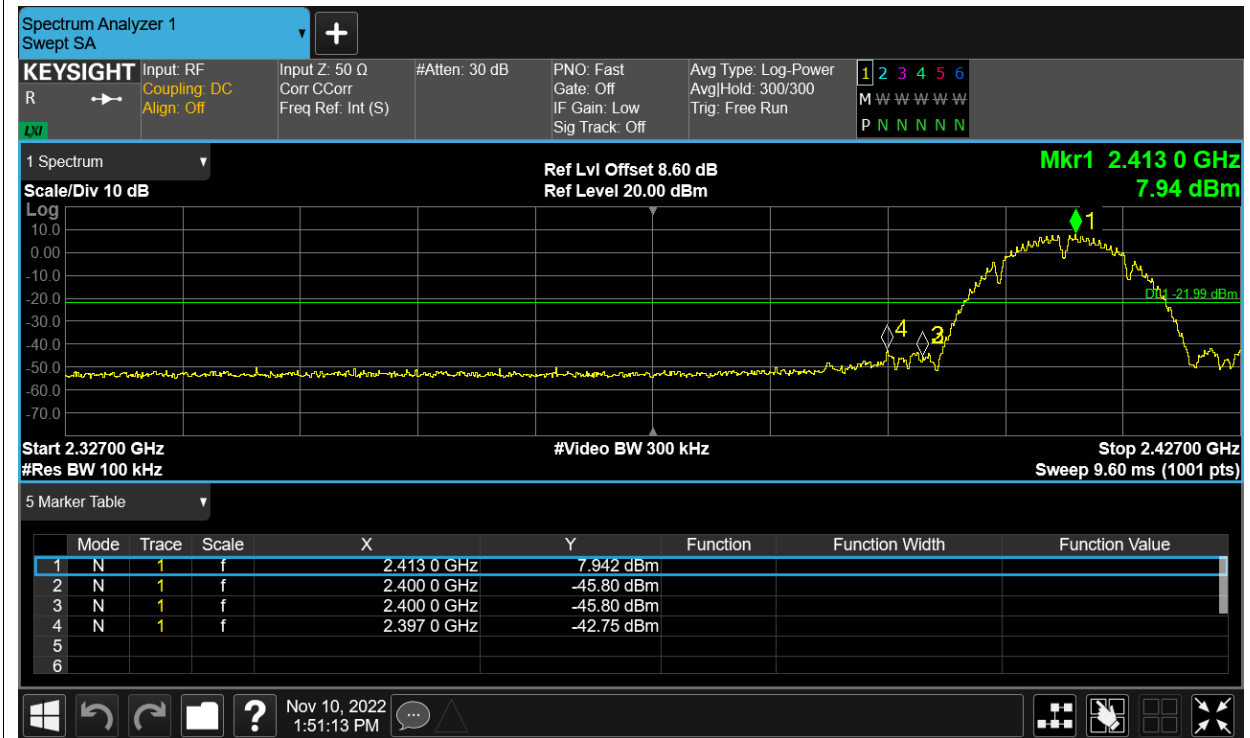 Spectrum Analyzer 1
Swept SA
KEYSIGHT
R
LXI
Input: RF
Coupling: DC
Align: Off
Input Z: 50 Ω
Corr CCorr
Freq Ref: Int (S)
#Atten: 30 dB
PNO: Fast
Gate: Off
IF Gain: Low
Sig Track: Off
Avg Type: Log-Power
Avg|Hold: 300/300
Trig: Free Run
1 2 3 4 5 6
M W W W W W
P N N N N N
1 Spectrum
Scale/Div 10 dB
Ref Lvl Offset 8.60 dB
Ref Level 20.00 dBm
Mkr1 2.413 0 GHz
7.94 dBm
Log
10.0
0.00
-10.0
-20.0
-30.0
-40.0
-50.0
-60.0
-70.0
1
4
-21.99 dBm
Start 2.32700 GHz
#Video BW 300 kHz
Stop 2.42700 GHz
#Res BW 100 kHz
Sweep 9.60 ms (1001 pts)
5 Marker Table
Mode Trace Scale X Y Function Function Width Function Value
1 N 1 f 2.413 0 GHz 7.942 dBm
2 N 1 f 2.400 0 GHz -45.80 dBm
3 N 1 f 2.400 0 GHz -45.80 dBm
4 N 1 f 2.397 0 GHz -42.75 dBm
5
6
?
Nov 10, 2022
1:51:13 PM